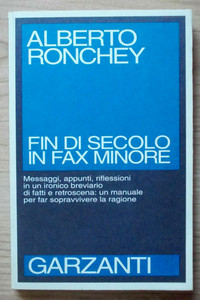 ALBERTO
RONCHEY
FIN DI SECOLO
IN FAX MINORE
Messaggi, appunti, riflessioni
in un ironico breviario
di fatti e retroscena: un manuale
per far sopravvivere la ragione
GARZANTI